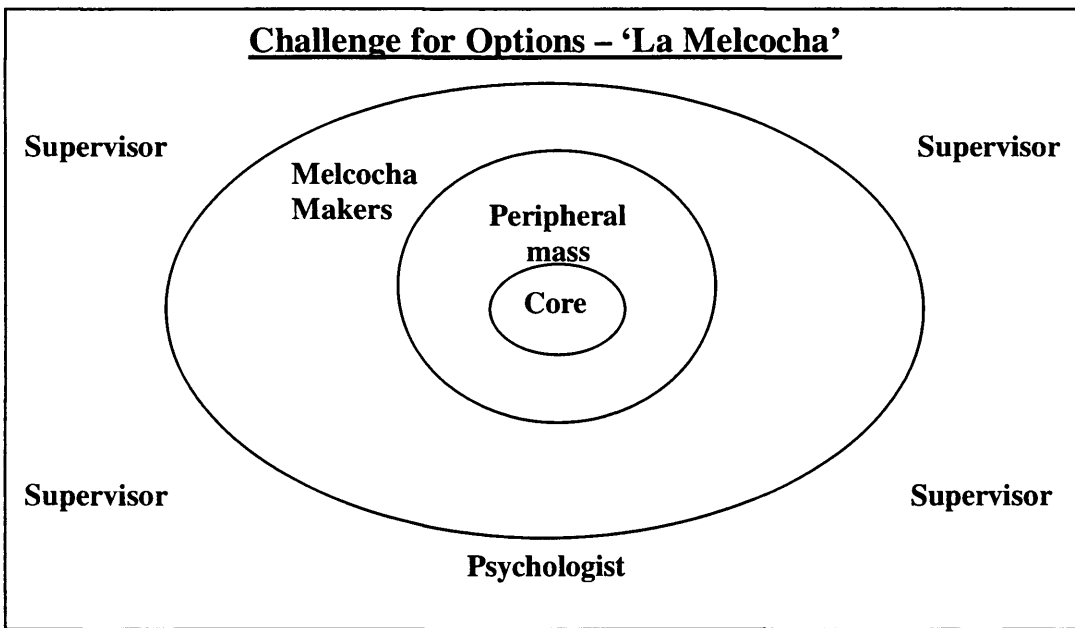 Challenge for Options – ‘La Melcocha’
Supervisor
Supervisor
Melcocha
Makers
Peripheral
mass
Core
Supervisor
Supervisor
Psychologist